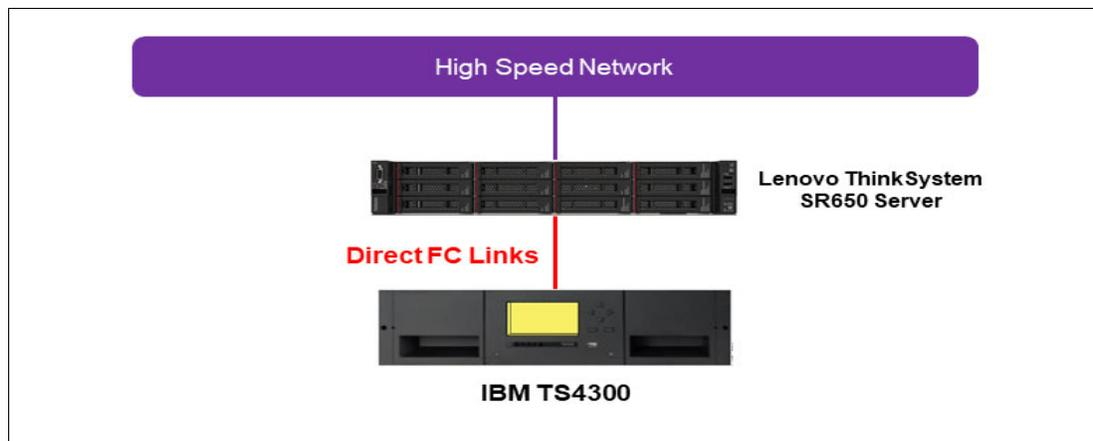 High Speed Network
Lenovo ThinkSystem
SR650 Server
Direct FC Links
IBM TS4300